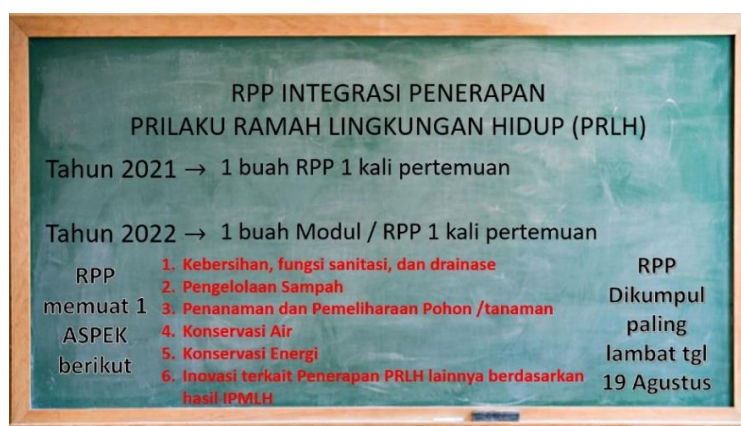 RPP INTEGRASI PENERAPAN
PRILAKU RAMAH LINGKUNGAN HIDUP (PRLH)
Tahun 2021 → 1 buah RPP 1 kali pertemuan
Tahun 2022 → 1 buah Modul / RPP 1 kali pertemuan
RPP
memuat 1
ASPEK
berikut
1. Kebersihan, fungsi sanitasi, dan drainase
2. Pengelolaan Sampah
3. Penanaman dan Pemeliharaan Pohon /tanaman
4. Konservasi Air
5. Konservasi Energi
6. Inovasi terkait Penerapan PRLH lainnya berdasarkan
hasil IPMLH
RPP
Dikumpul
paling
lambat tgl
19 Agustus